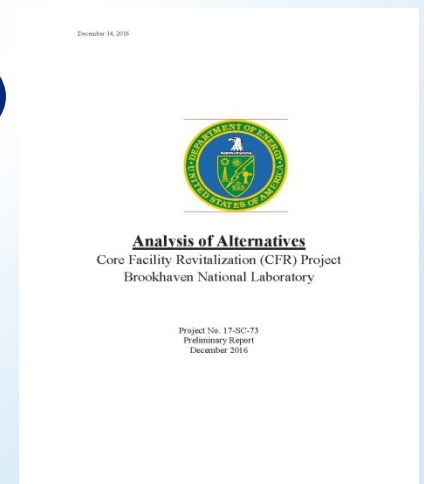 December 14, 2016
DEPARTMENT OF ENERGY
UNITED STATES OF AMERICA
Analysis of Alternatives
Core Facility Revitalization (CFR) Project
Brookhaven National Laboratory
Project No. 17-SC-73
Preliminary Report
December 2016